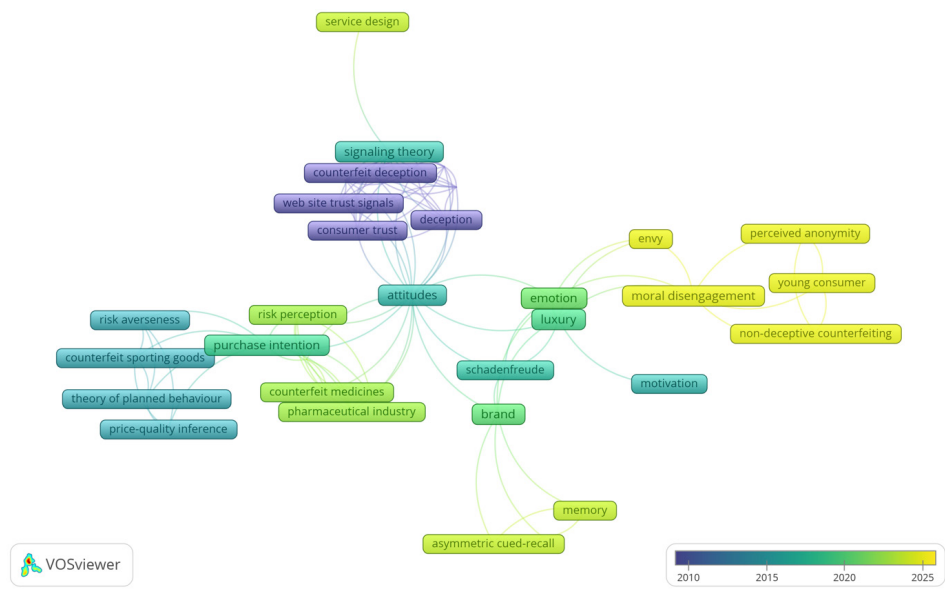 service design
signaling theory
counterfeit deception
web site trust signals
deception
consumer trust
envy
perceived anonymity
young consumer
attitudes
emotion
moral disengagement
risk perception
luxury
risk averseness
non-deceptive counterfeiting
purchase intention
counterfeit sporting goods
schadenfreude
motivation
counterfeit medicines
theory of planned behaviour
pharmaceutical industry
brand
price-quality inference
memory
asymmetric cued-recall
VOSviewer
2010 2015 2020 2025